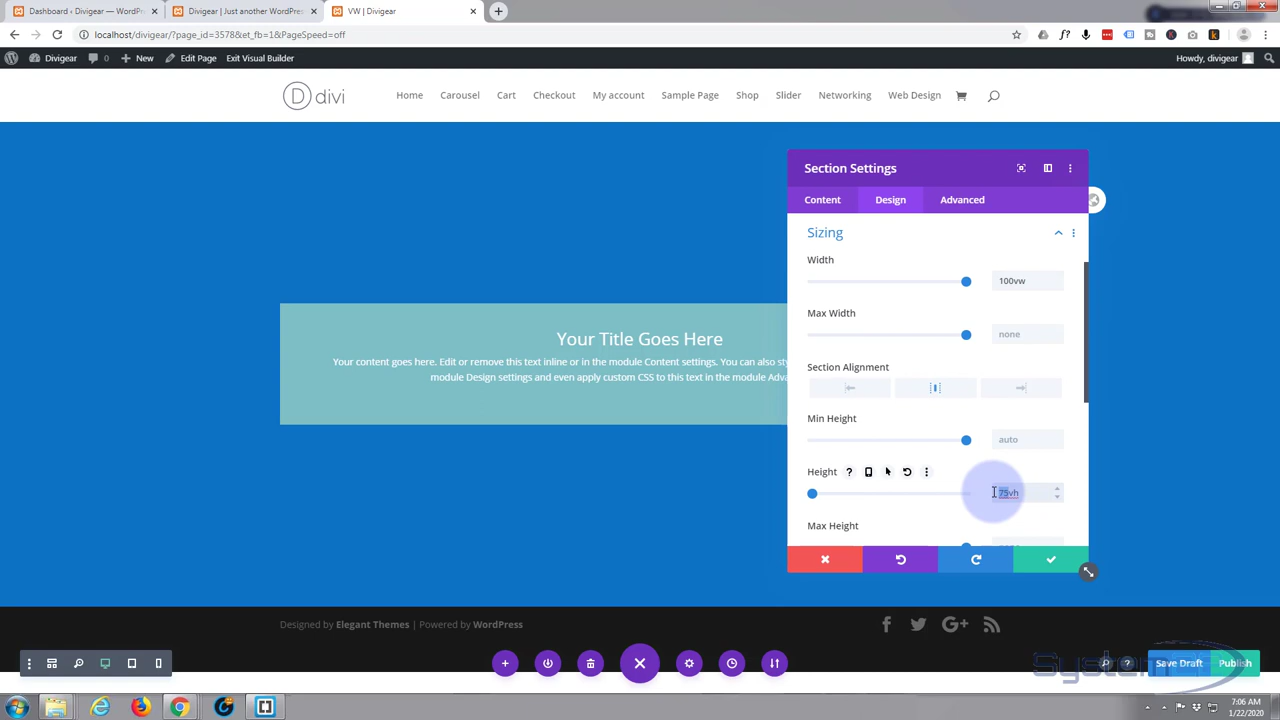 Dashboard ‹ Divigear — WordPr
Divigear | Just another WordPres
VW | Divigear
localhost/divigear/?page_id=3578&et_fb=1&PageSpeed=off
Divigear
0
New
Edit Page
Exit Visual Builder
Howdy, divigear
D divi
Home
Carousel
Cart
Checkout
My account
Sample Page
Shop
Slider
Networking
Web Design
Section Settings
Content
Design
Advanced
Sizing
Width
100vw
Max Width
none
Section Alignment
Min Height
auto
Height
75vh
Max Height
Your Title Goes Here
Your content goes here. Edit or remove this text inline or in the module Content settings. You can also sty
module Design settings and even apply custom CSS to this text in the module Adva
Designed by Elegant Themes | Powered by WordPress
Save Draft
Publish
7:06 AM
1/22/2020